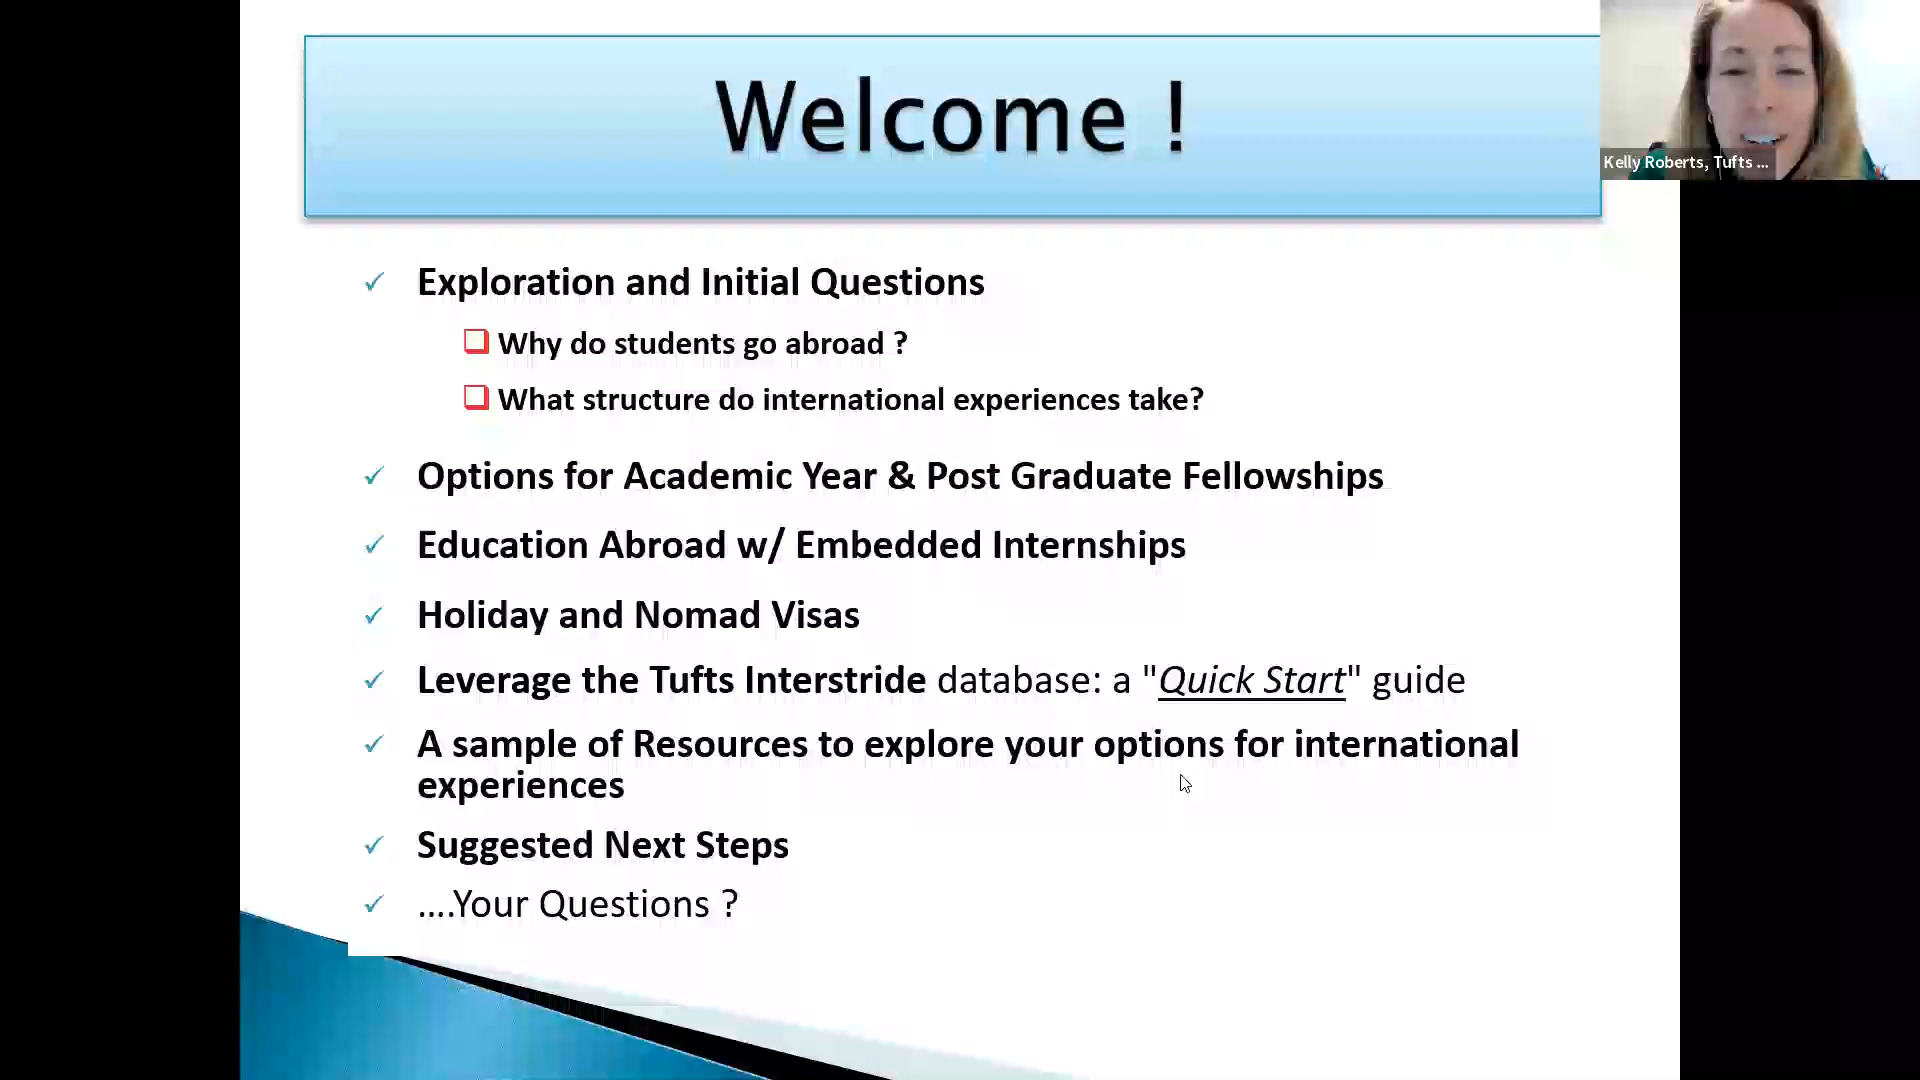 Welcome !
Kelly Roberts, Tufts ...
Exploration and Initial Questions
Why do students go abroad ?
What structure do international experiences take?
Options for Academic Year & Post Graduate Fellowships
Education Abroad w/ Embedded Internships
Holiday and Nomad Visas
Leverage the Tufts Interstride database: a "Quick Start" guide
A sample of Resources to explore your options for international
experiences
Suggested Next Steps
....Your Questions ?